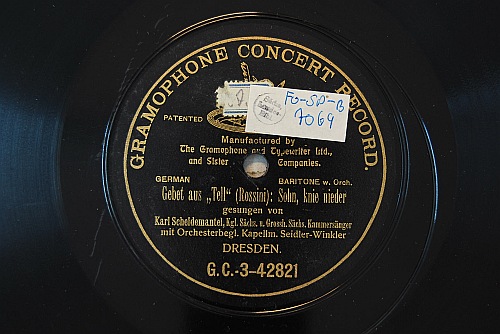 GRAMOPHONE CONCERT RECORD.
FO-SP-B
7069
PATENTED
Manufactured by
The Gramophone and Typewriter Ltd.,
and Sister Companies.
GERMAN BARITONE w. Orch.
Gebet aus „Tell" (Rossini): Sohn, knie nieder
gesungen von
Karl Scheidemantel, Kgl. Sächs. u. Grossh. Sächs. Kammersänger
mit Orchesterbegl. Kapellm. Seidler-Winkler
DRESDEN.
G.C.-3-42821